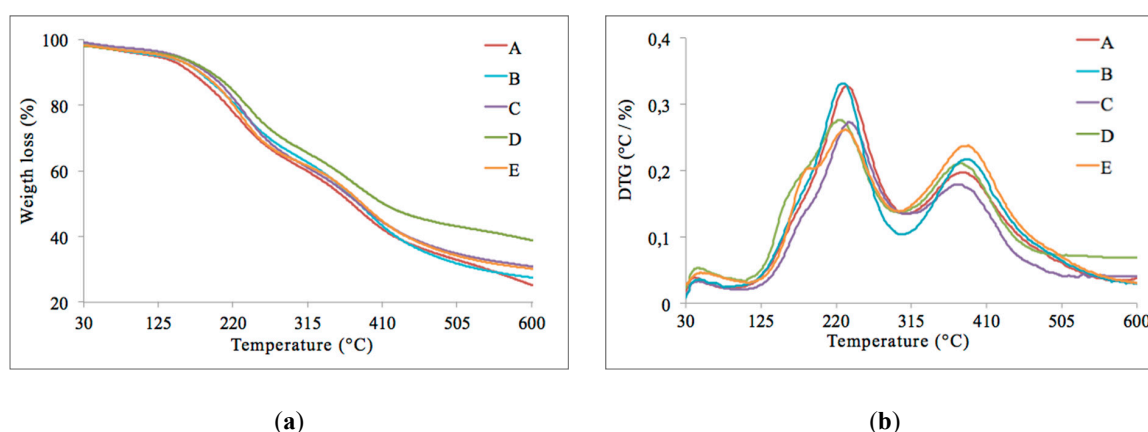 100
80
60
40
20
Weigth loss (%)
30 125 220 315 410 505 600
Temperature (°C)
A
B
C
D
E
(a)
0,4
0,3
0,2
0,1
0
DTG (°C / %)
30 125 220 315 410 505 600
Temperature (°C)
A
B
C
D
E
(b)